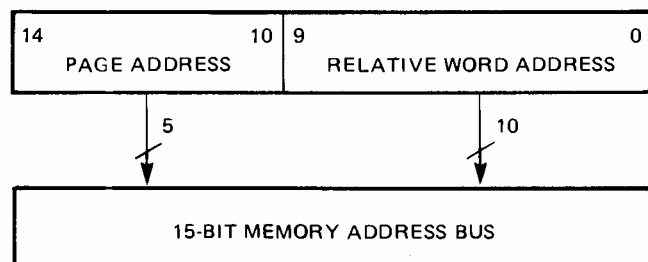 14 10 9 0
PAGE ADDRESS RELATIVE WORD ADDRESS
5 10
15-BIT MEMORY ADDRESS BUS